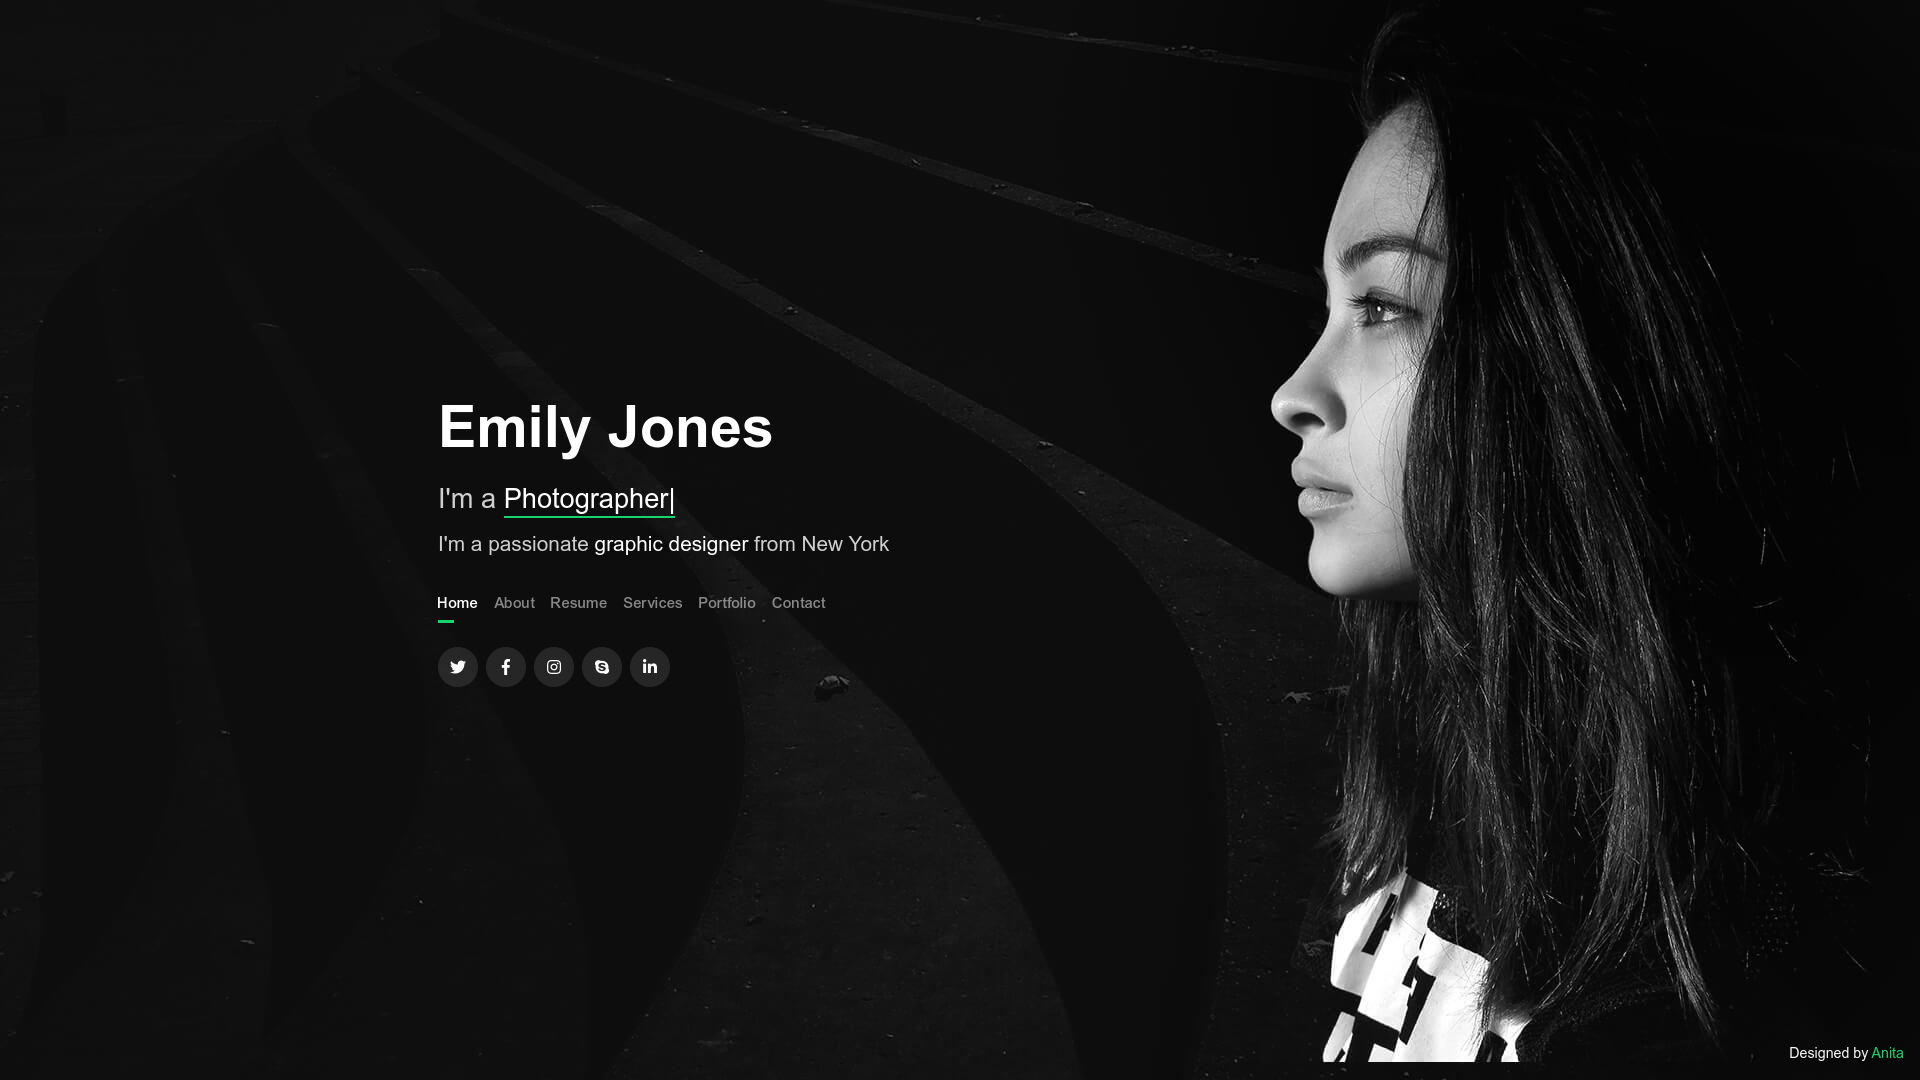 Emily Jones
I'm a Photographer|
I'm a passionate graphic designer from New York
Home About Resume Services Portfolio Contact
Designed by Anita